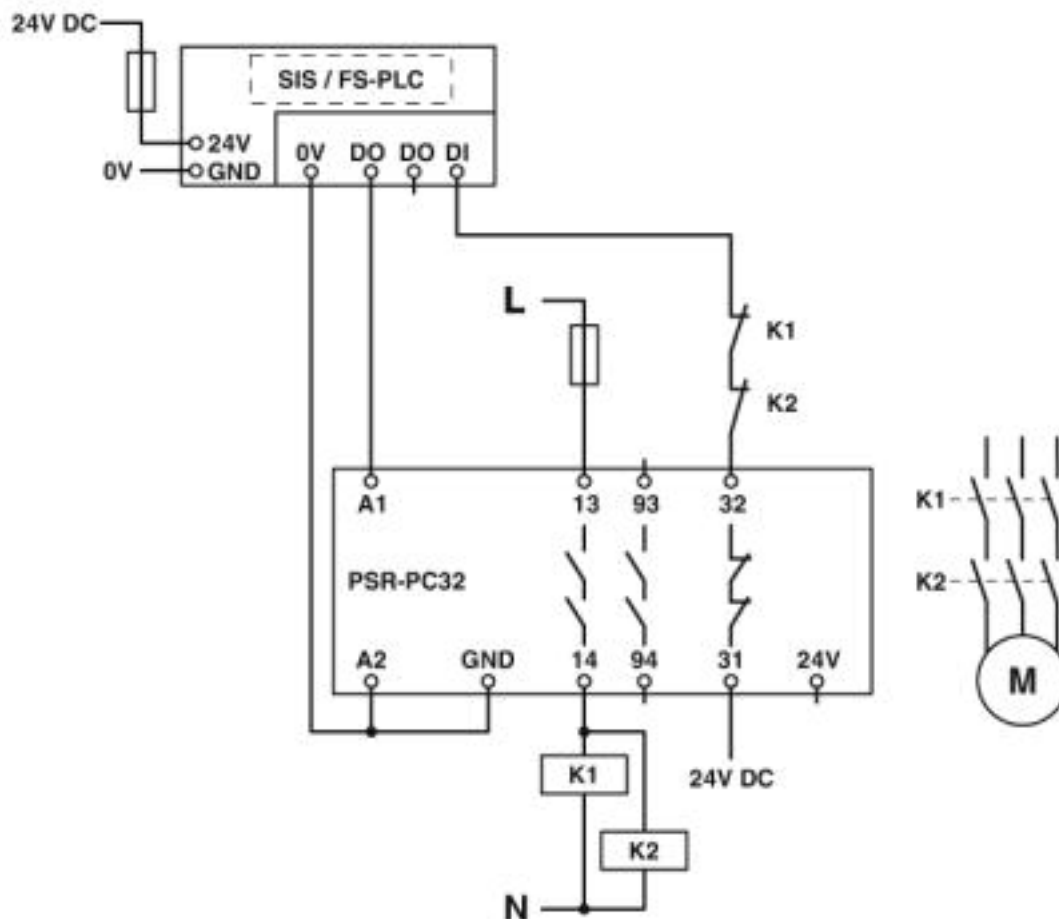 24V DC
SIS / FS-PLC
24V
0V DO DO DI
0V
GND
L
K1
K2
A1 13 93 32
K1
PSR-PC32
K2
A2 GND 14 94 31 24V
M
K1
24V DC
K2
N